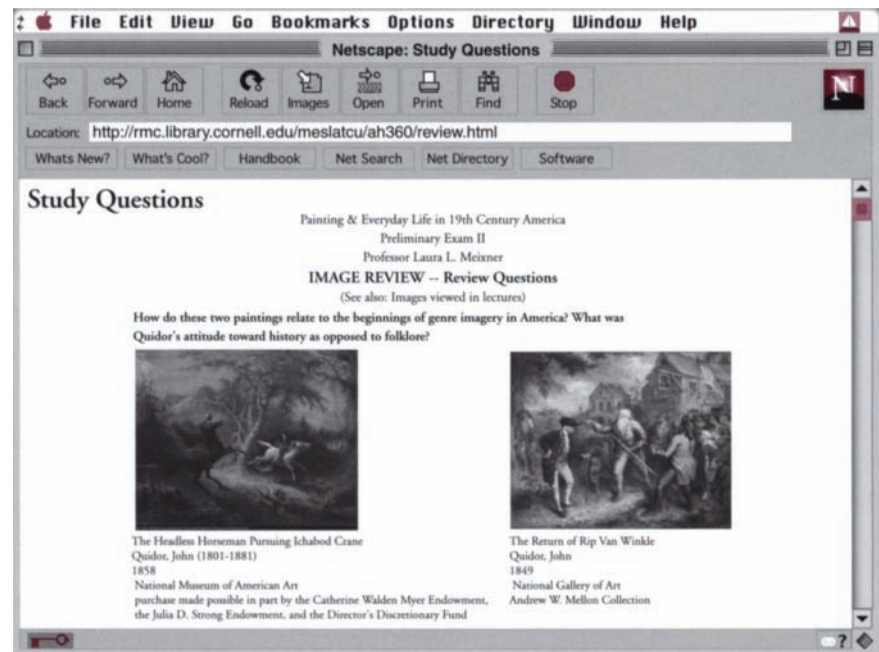 File Edit View Go Bookmarks Options Directory Window Help
Netscape: Study Questions
Back Forward Home Reload Images Open Print Find Stop
N
Location: http://rmc.library.cornell.edu/meslatcu/ah360/review.html
Whats New? What's Cool? Handbook Net Search Net Directory Software
Study Questions
Painting & Everyday Life in 19th Century America
Preliminary Exam II
Professor Laura L. Meixner
IMAGE REVIEW -- Review Questions
(See also: Images viewed in lectures)
How do these two paintings relate to the beginnings of genre imagery in America? What was
Quidor's attitude toward history as opposed to folklore?
The Headless Horseman Pursuing Ichabod Crane
Quidor, John (1801-1881)
1858
National Museum of American Art
purchase made possible in part by the Catherine Walden Myer Endowment,
the Julia D. Strong Endowment, and the Director's Discretionary Fund
The Return of Rip Van Winkle
Quidor, John
1849
National Gallery of Art
Andrew W. Mellon Collection
?